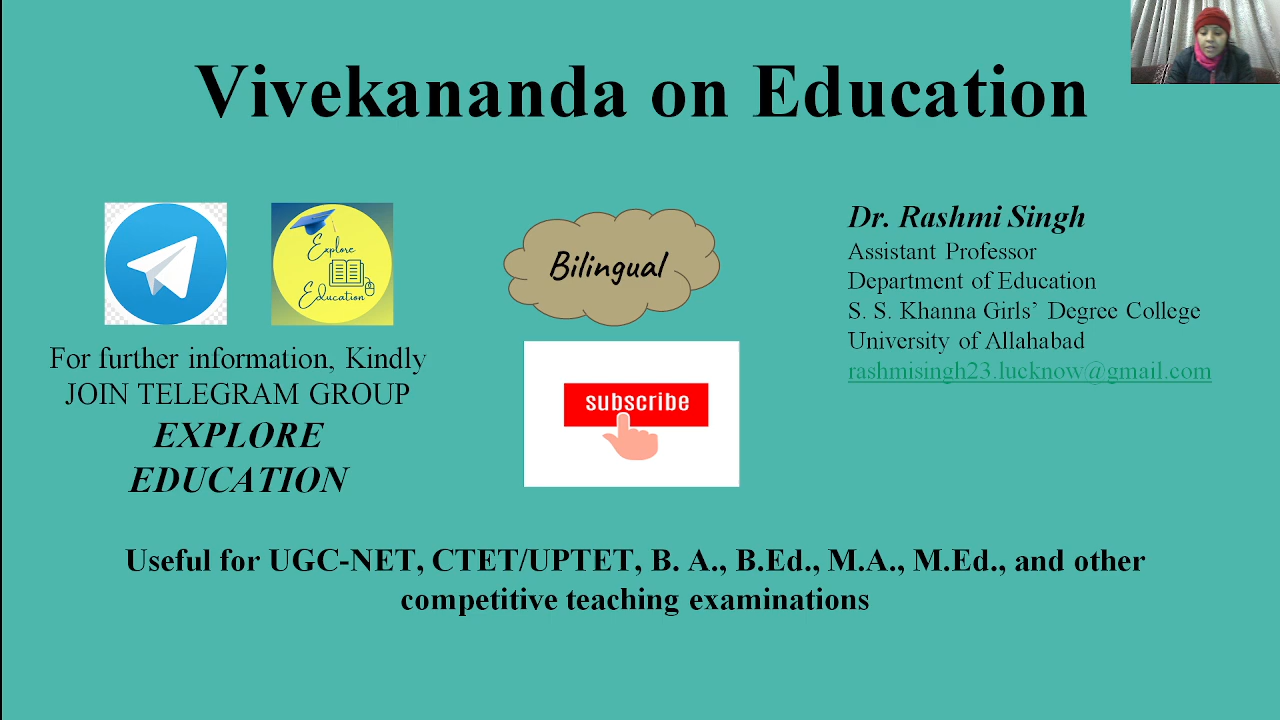 Vivekananda on Education
Explore
Education
For further information, Kindly
JOIN TELEGRAM GROUP
EXPLORE
EDUCATION
Bilingual
subscribe
Dr. Rashmi Singh
Assistant Professor
Department of Education
S. S. Khanna Girls’ Degree College
University of Allahabad
rashmisingh23.lucknow@gmail.com
Useful for UGC-NET, CTET/UPTET, B. A., B.Ed., M.A., M.Ed., and other
competitive teaching examinations